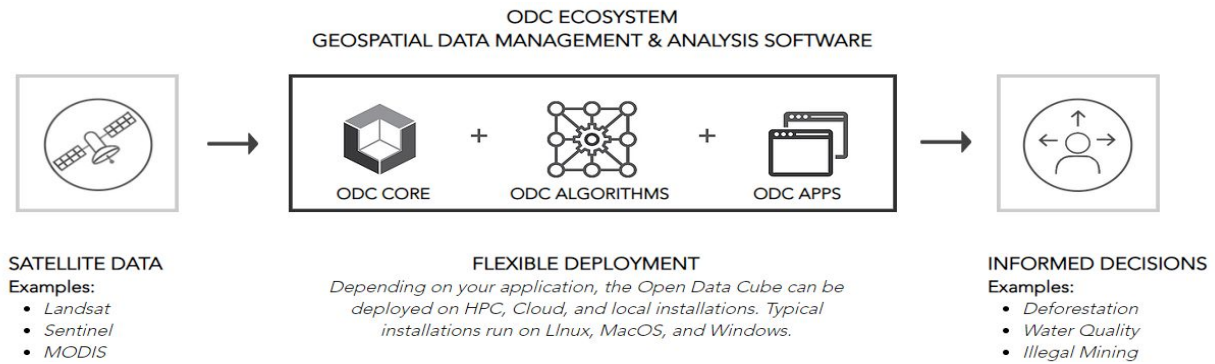 ODC ECOSYSTEM
GEOSPATIAL DATA MANAGEMENT & ANALYSIS SOFTWARE
ODC CORE
+
ODC ALGORITHMS
+
ODC APPS
SATELLITE DATA
Examples:
• Landsat
• Sentinel
• MODIS
FLEXIBLE DEPLOYMENT
Depending on your application, the Open Data Cube can be
deployed on HPC, Cloud, and local installations. Typical
installations run on LInux, MacOS, and Windows.
INFORMED DECISIONS
Examples:
• Deforestation
• Water Quality
• Illegal Mining